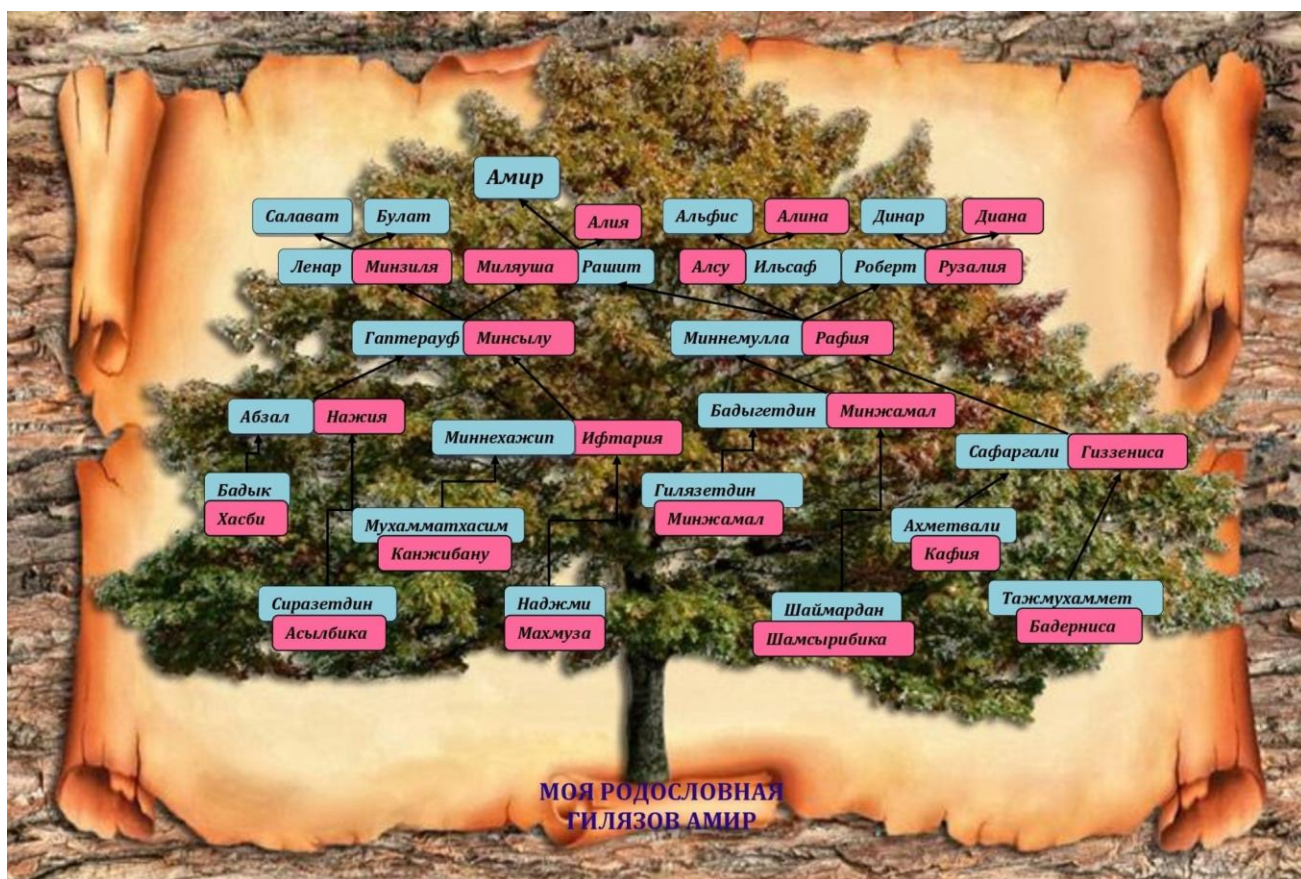 Амир
Салават
Булат
Алия
Альфис
Алина
Динар
Диана
Ленар
Минзиля
Миляуша
Рашит
Алсу
Ильсаф
Роберт
Рузалия
Гаптерауф
Минсылу
Миннемулла
Рафия
Абзал
Нажия
Миннехажип
Ифтария
Бадыгетдин
Минжамал
Сафаргали
Гиззениса
Бадык
Хасби
Мухамматхасим
Канжибану
Гилязетдин
Минжамал
Ахметвали
Кафия
Сиразетдин
Асылбика
Наджми
Махмуза
Шаймардан
Шамсырибика
Тажмухаммет
Бадерниса
МОЯ РОДОСЛОВНАЯ
ГИЛЯЗОВ АМИР